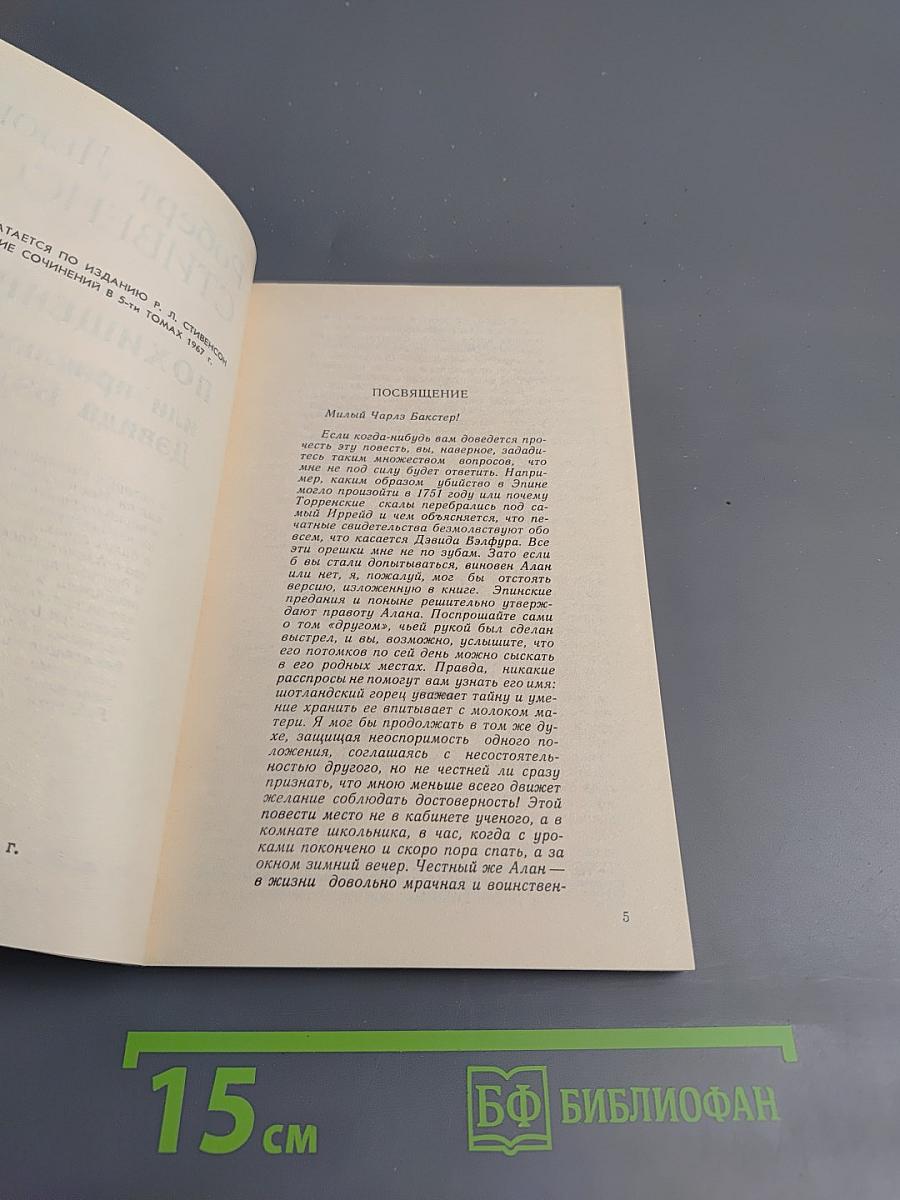 АТАЕТСЯ ПО ИЗДАНИЮ Р. Л. СТИВЕНСОН
ИЕ СОЧИНЕНИЙ В 5-ти ТОМАХ 1967 г.
г.
ПОСВЯЩЕНИЕ
Милый Чарлз Бакстер!
Если когда-нибудь вам доведется про-
честь эту повесть, вы, наверное, задади-
тесь таким множеством вопросов, что
мне не под силу будет ответить. Напри-
мер, каким образом убийство в Эпине
могло произойти в 1751 году или почему
Торренские скалы перебрались под са-
мый Иррейд и чем объясняется, что пе-
чатные свидетельства безмолвствуют обо
всем, что касается Дэвида Бэлфура. Все
эти орешки мне не по зубам. Зато если
б вы стали допытываться, виновен Алан
или нет, я, пожалуй, мог бы отстоять
версию, изложенную в книге. Эпинские
предания и поныне решительно утверж-
дают правоту Алана. Поспрошайте сами
о том «другом», чьей рукой был сделан
выстрел, и вы, возможно, услышите, что
его потомков по сей день можно сыскать
в его родных местах. Правда, никакие
расспросы не помогут вам узнать его имя:
шотландский горец уважает тайну и уме-
ние хранить ее впитывает с молоком ма-
тери. Я мог бы продолжать в том же ду-
хе, защищая неоспоримость одного по-
ложения, соглашаясь с несостоятель-
ностью другого, но не честней ли сразу
признать, что мною меньше всего движет
желание соблюдать достоверность! Этой
повести место не в кабинете ученого, а в
комнате школьника, в час, когда с уро-
ками покончено и скоро пора спать, а за
окном зимний вечер. Честный же Алан —
в жизни довольно мрачная и воинствен-
5
15 см
БФ БИБЛИОФАН